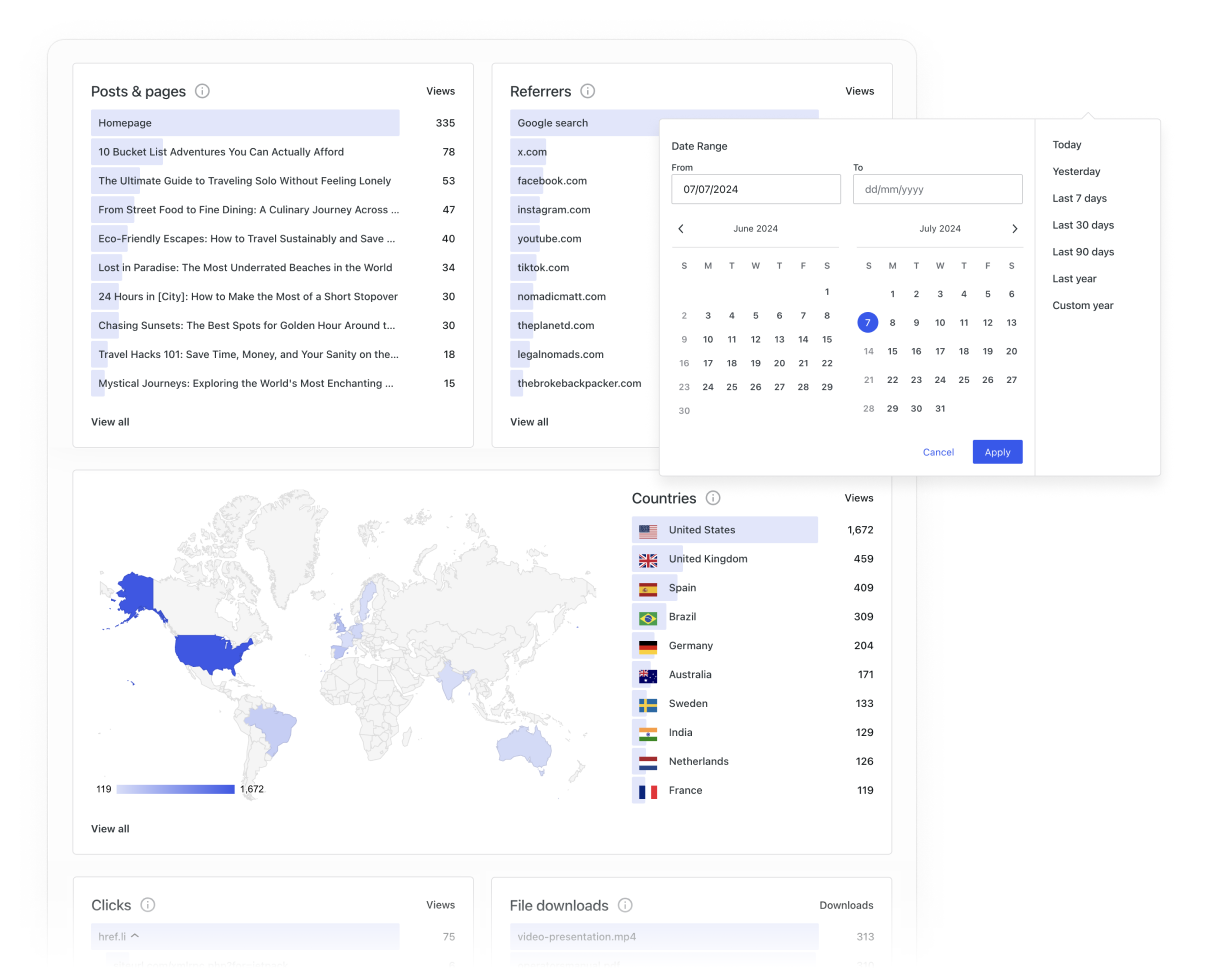 Posts & pages Views
Homepage 335
10 Bucket List Adventures You Can Actually Afford 78
The Ultimate Guide to Traveling Solo Without Feeling Lonely 53
From Street Food to Fine Dining: A Culinary Journey Across ... 47
Eco-Friendly Escapes: How to Travel Sustainably and Save ... 40
Lost in Paradise: The Most Underrated Beaches in the World 34
24 Hours in [City]: How to Make the Most of a Short Stopover 30
Chasing Sunsets: The Best Spots for Golden Hour Around t... 30
Travel Hacks 101: Save Time, Money, and Your Sanity on the... 18
Mystical Journeys: Exploring the World's Most Enchanting ... 15
View all
Referrers Views
Google search
x.com
facebook.com
instagram.com
youtube.com
tiktok.com
nomadicmatt.com
theplanetd.com
legalnomads.com
thebrokebackpacker.com
View all
Date Range
From To
07/07/2024 dd/mm/yyyy
June 2024
S M T W T F S
1
2 3 4 5 6 7 8
9 10 11 12 13 14 15
16 17 18 19 20 21 22
23 24 25 26 27 28 29
30
July 2024
S M T W T F S
1 2 3 4 5 6
7 8 9 10 11 12 13
14 15 16 17 18 19 20
21 22 23 24 25 26 27
28 29 30 31
Cancel Apply
Today
Yesterday
Last 7 days
Last 30 days
Last 90 days
Last year
Custom year
119 1,672
View all
Countries Views
United States 1,672
United Kingdom 459
Spain 409
Brazil 309
Germany 204
Australia 171
Sweden 133
India 129
Netherlands 126
France 119
Clicks Views
href.li 75
File downloads Downloads
video-presentation.mp4 313